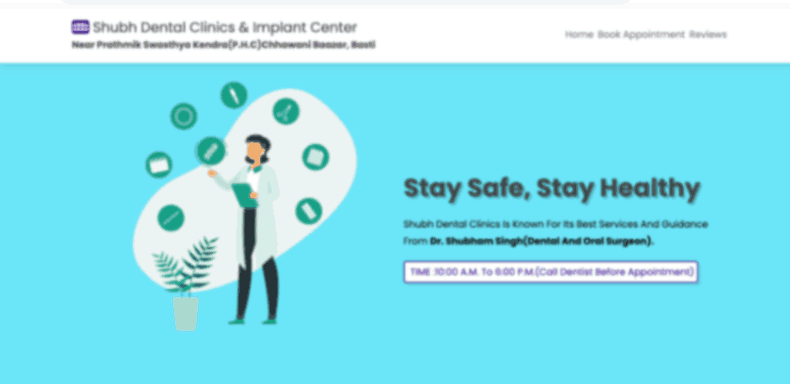 Shubh Dental Clinics & Implant Center
Near Prathmik Swasthya Kendra(P.H.C)Chhawani Baazar, Basti
Home Book Appointment Reviews
Stay Safe, Stay Healthy
Shubh Dental Clinics Is Known For Its Best Services And Guidance
From Dr. Shubham Singh(Dental And Oral Surgeon).
TIME :10:00 A.M. To 6:00 P.M.(Call Dentist Before Appointment)